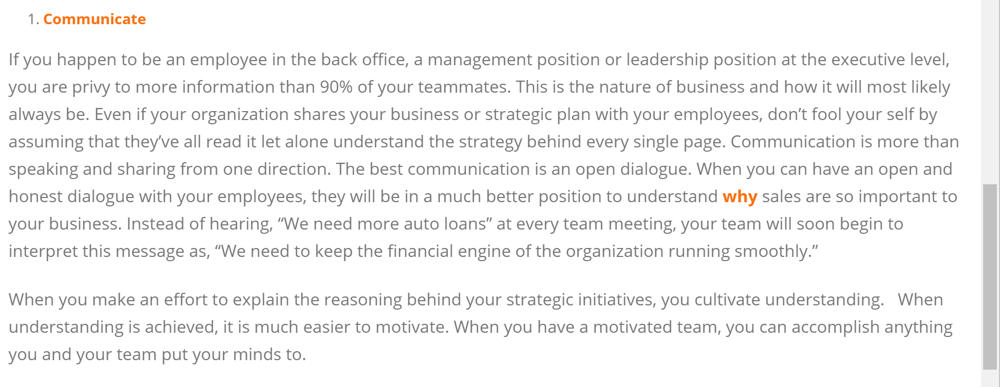 1. Communicate
If you happen to be an employee in the back office, a management position or leadership position at the executive level,
you are privy to more information than 90% of your teammates. This is the nature of business and how it will most likely
always be. Even if your organization shares your business or strategic plan with your employees, don’t fool your self by
assuming that they’ve all read it let alone understand the strategy behind every single page. Communication is more than
speaking and sharing from one direction. The best communication is an open dialogue. When you can have an open and
honest dialogue with your employees, they will be in a much better position to understand why sales are so important to
your business. Instead of hearing, “We need more auto loans” at every team meeting, your team will soon begin to
interpret this message as, “We need to keep the financial engine of the organization running smoothly.”
When you make an effort to explain the reasoning behind your strategic initiatives, you cultivate understanding.   When
understanding is achieved, it is much easier to motivate. When you have a motivated team, you can accomplish anything
you and your team put your minds to.